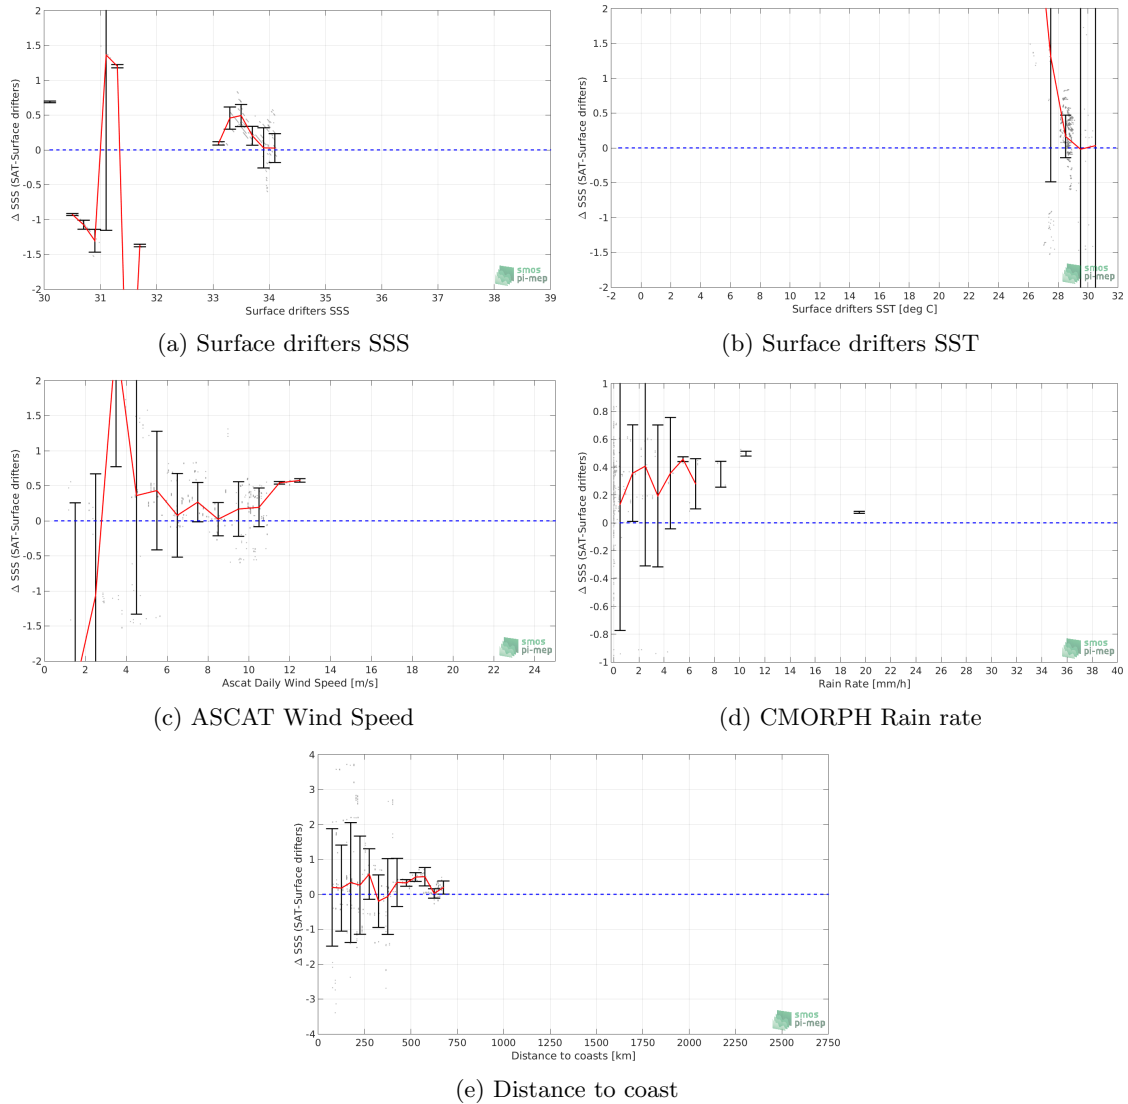 Δ SSS (SAT-Surface drifters)
2
1.5
1
0.5
0
-0.5
-1
-1.5
-2
30 31 32 33 34 35 36 37 38 39
Surface drifters SSS
smos
pi-mep
(a) Surface drifters SSS
Δ SSS (SAT-Surface drifters)
2
1.5
1
0.5
0
-0.5
-1
-1.5
-2
-2 0 2 4 6 8 10 12 14 16 18 20 22 24 26 28 30 32
Surface drifters SST [deg C]
smos
pi-mep
(b) Surface drifters SST
Δ SSS (SAT-Surface drifters)
2
1.5
1
0.5
0
-0.5
-1
-1.5
-2
2 4 6 8 10 12 14 16 18 20 22 24
Ascat Daily Wind Speed [m/s]
smos
pi-mep
(c) ASCAT Wind Speed
Δ SSS (SAT-Surface drifters)
1
0.8
0.6
0.4
0.2
0
-0.2
-0.4
-0.6
-0.8
-1
0 2 4 6 8 10 12 14 16 18 20 22 24 26 28 30 32 34 36 38 40
Rain Rate [mm/h]
smos
pi-mep
(d) CMORPH Rain rate
Δ SSS (SAT-Surface drifters)
4
3
2
1
0
-1
-2
-3
-4
0 250 500 750 1000 1250 1500 1750 2000 2250 2500 2750
Distance to coasts [km]
smos
pi-mep
(e) Distance to coast